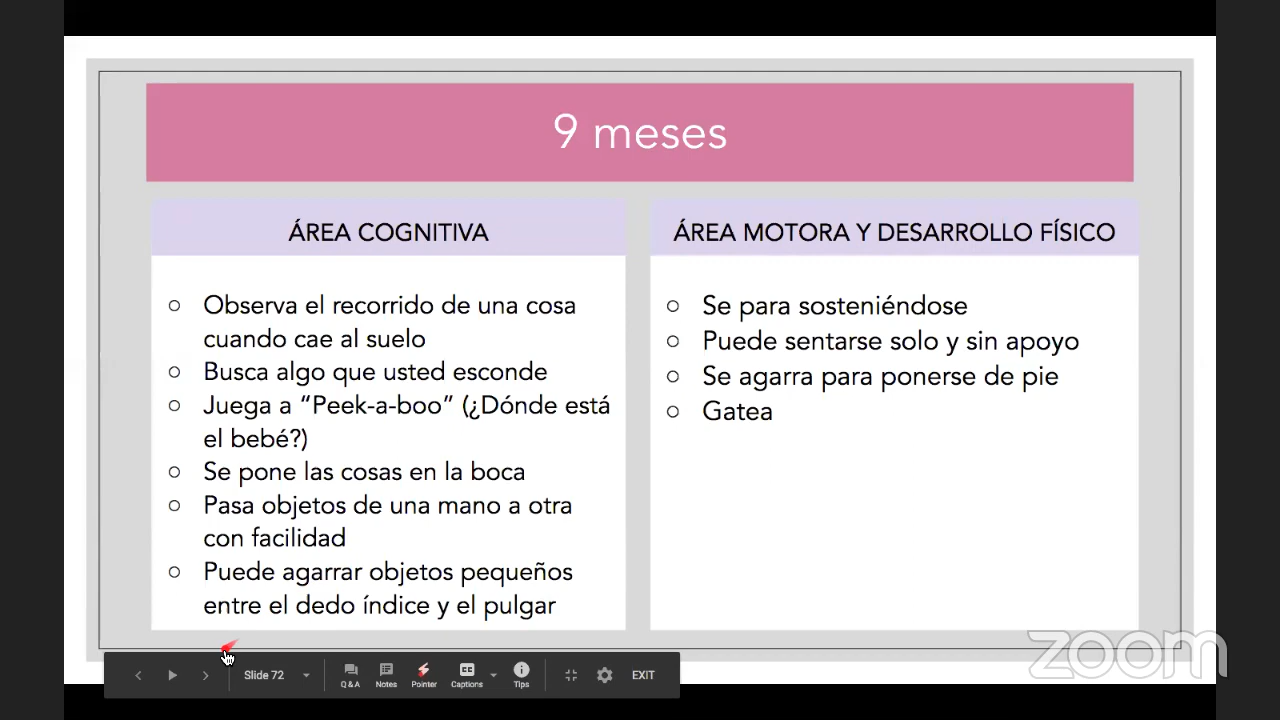 9 meses
ÁREA COGNITIVA
Observa el recorrido de una cosa
cuando cae al suelo
Busca algo que usted esconde
Juega a “Peek-a-boo” (¿Dónde está
el bebé?)
Se pone las cosas en la boca
Pasa objetos de una mano a otra
con facilidad
Puede agarrar objetos pequeños
entre el dedo índice y el pulgar
ÁREA MOTORA Y DESARROLLO FÍSICO
Se para sosteniéndose
Puede sentarse solo y sin apoyo
Se agarra para ponerse de pie
Gatea
Slide 72
Q & A
Notes
Pointer
CC
Captions
Tips
EXIT
zoom